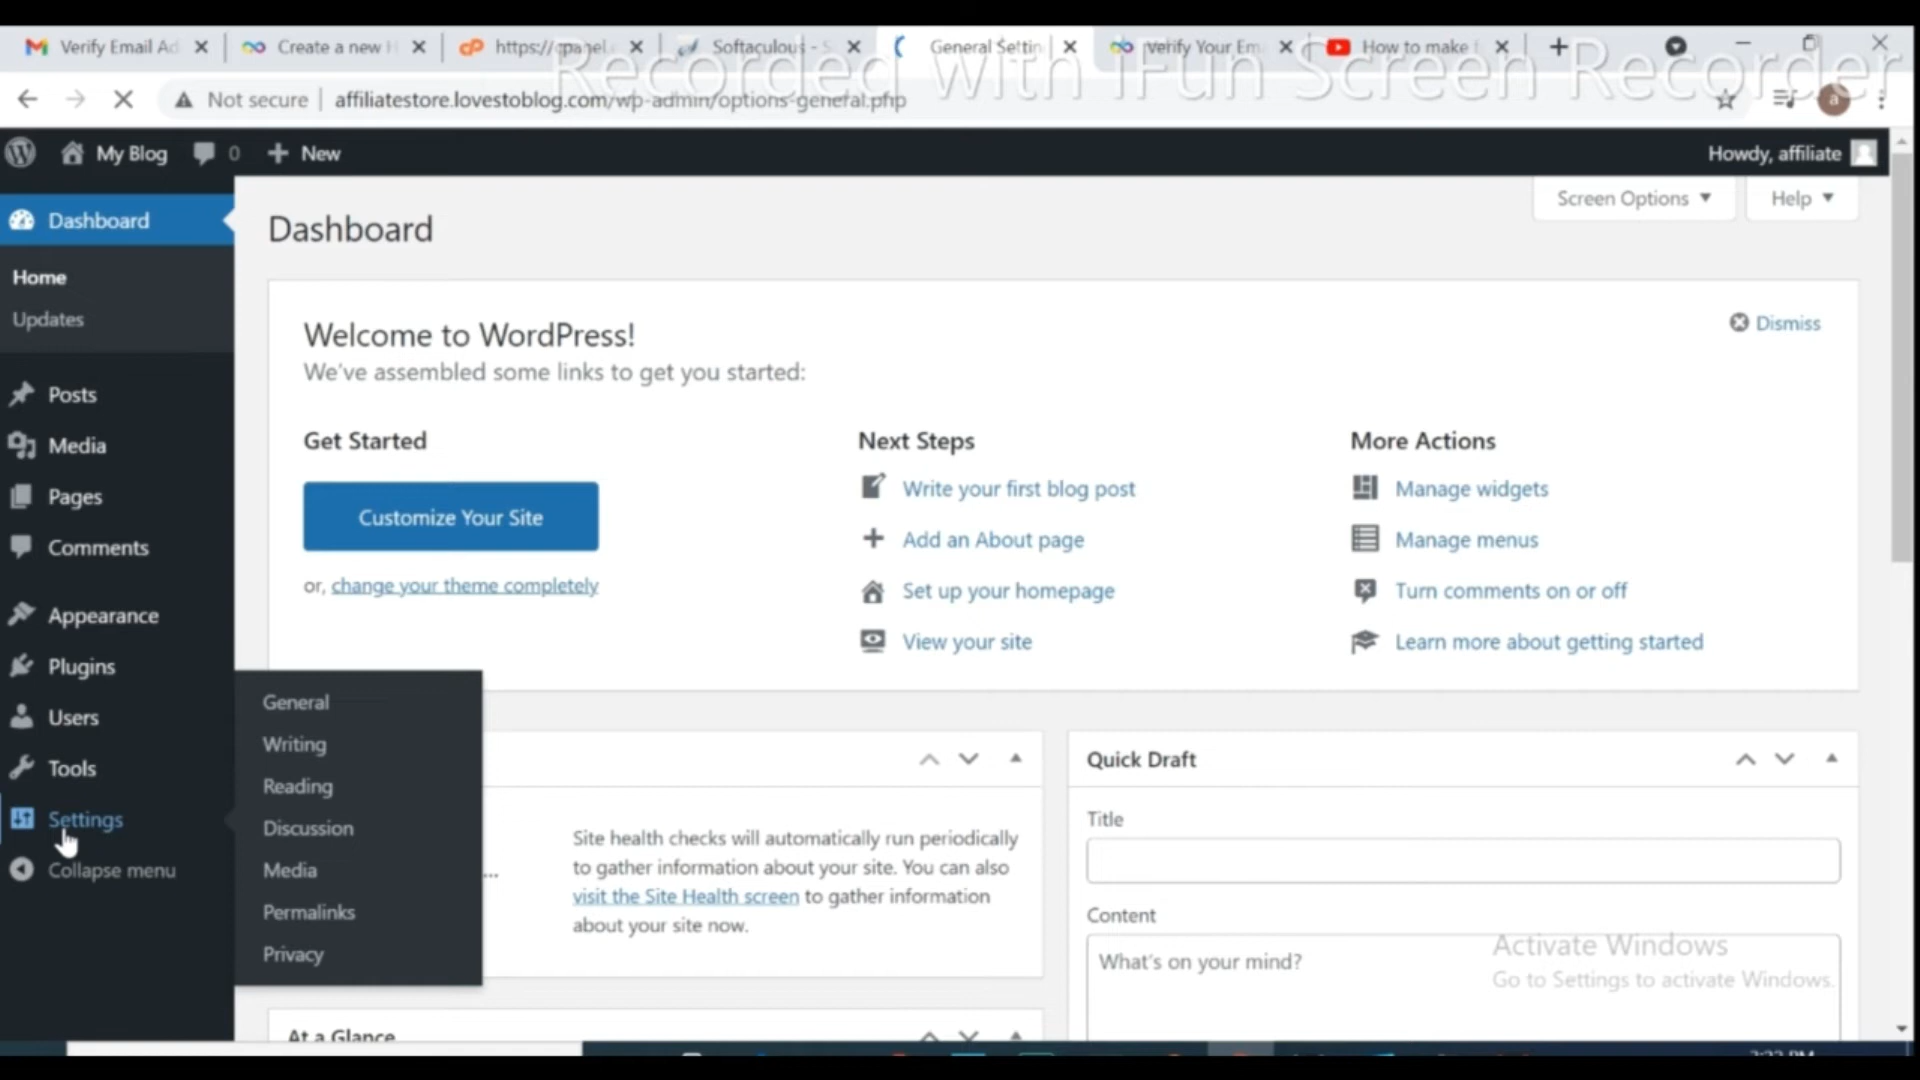 Verify Email Ad
Create a new H
https://cpanel.
Softaculous - S
General Settin
Verify Your Em
How to make f
Recorded with iFun Screen Recorder
Not secure
affiliatestore.lovestoblog.com/wp-admin/options-general.php
a
My Blog
0
New
Howdy, affiliate
Dashboard
Home
Updates
Posts
Media
Pages
Comments
Appearance
Plugins
Users
Tools
Settings
Collapse menu
General
Writing
Reading
Discussion
Media
Permalinks
Privacy
Screen Options
Help
Dashboard
Welcome to WordPress!
We've assembled some links to get you started:
Dismiss
Get Started
Customize Your Site
or, change your theme completely
Next Steps
Write your first blog post
Add an About page
Set up your homepage
View your site
More Actions
Manage widgets
Manage menus
Turn comments on or off
Learn more about getting started
...
Site health checks will automatically run periodically
to gather information about your site. You can also
visit the Site Health screen to gather information
about your site now.
At a Glance
Quick Draft
Title
Content
What's on your mind?
Activate Windows
Go to Settings to activate Windows.